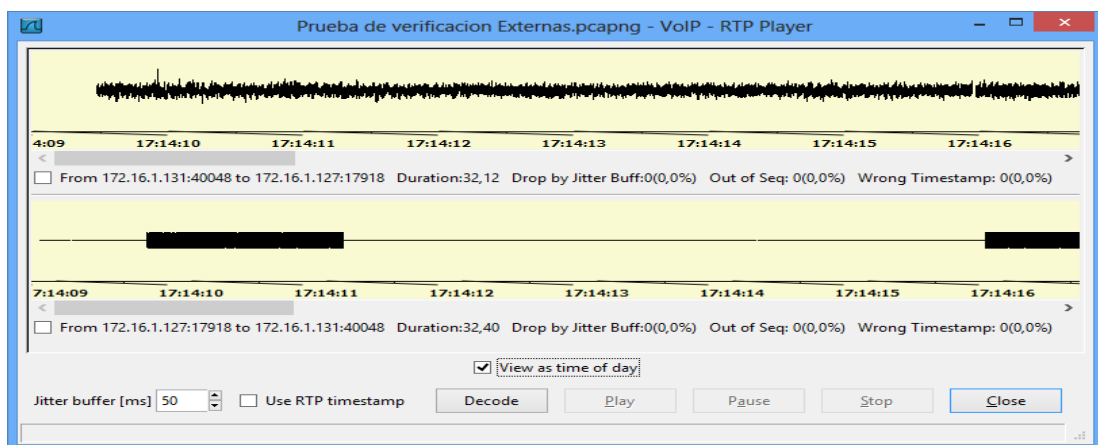 Prueba de verificacion Externas.pcapng - VoIP - RTP Player
4:09 17:14:10 17:14:11 17:14:12 17:14:13 17:14:14 17:14:15 17:14:16
From 172.16.1.131:40048 to 172.16.1.127:17918 Duration:32,12 Drop by Jitter Buff:0(0,0%) Out of Seq: 0(0,0%) Wrong Timestamp: 0(0,0%)
7:14:09 17:14:10 17:14:11 17:14:12 17:14:13 17:14:14 17:14:15 17:14:16
From 172.16.1.127:17918 to 172.16.1.131:40048 Duration:32,40 Drop by Jitter Buff:0(0,0%) Out of Seq: 0(0,0%) Wrong Timestamp: 0(0,0%)
View as time of day
Jitter buffer [ms] 50 Use RTP timestamp Decode Play Pause Stop Close